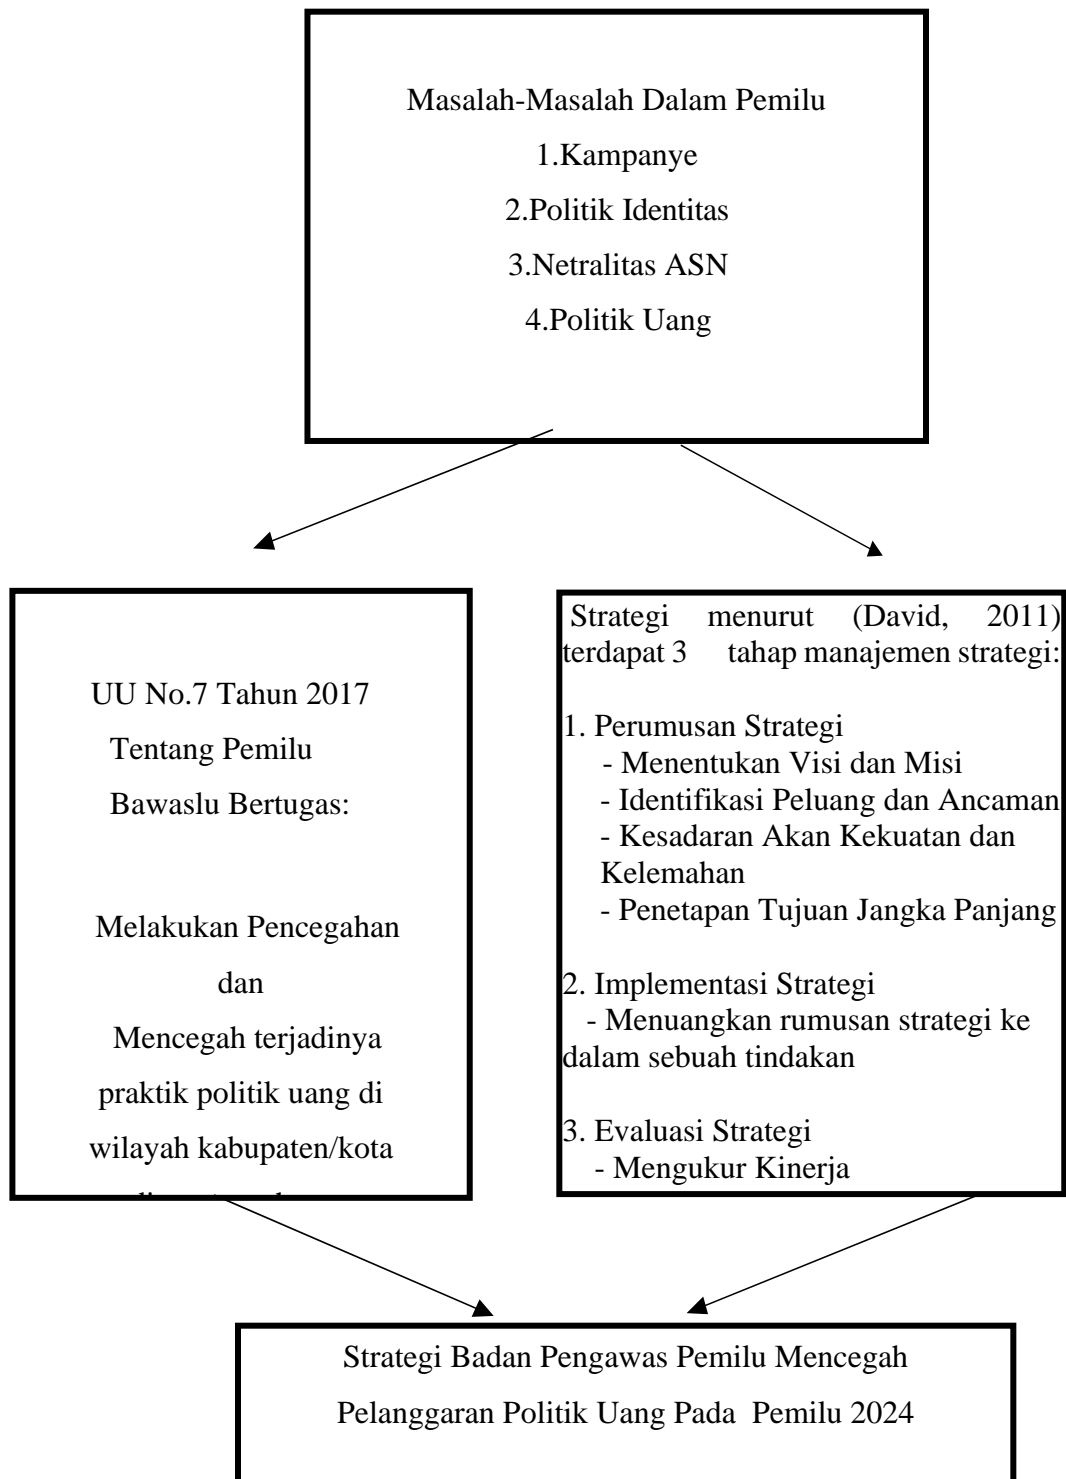 Masalah-Masalah Dalam Pemilu
1.Kampanye
2.Politik Identitas
3.Netralitas ASN
4.Politik Uang
UU No.7 Tahun 2017
Tentang Pemilu
Bawaslu Bertugas:
Melakukan Pencegahan
dan
Mencegah terjadinya
praktik politik uang di
wilayah kabupaten/kota
Strategi menurut (David, 2011)
terdapat 3 tahap manajemen strategi:
1. Perumusan Strategi
- Menentukan Visi dan Misi
- Identifikasi Peluang dan Ancaman
- Kesadaran Akan Kekuatan dan
Kelemahan
- Penetapan Tujuan Jangka Panjang
2. Implementasi Strategi
- Menuangkan rumusan strategi ke
dalam sebuah tindakan
3. Evaluasi Strategi
- Mengukur Kinerja
Strategi Badan Pengawas Pemilu Mencegah
Pelanggaran Politik Uang Pada Pemilu 2024